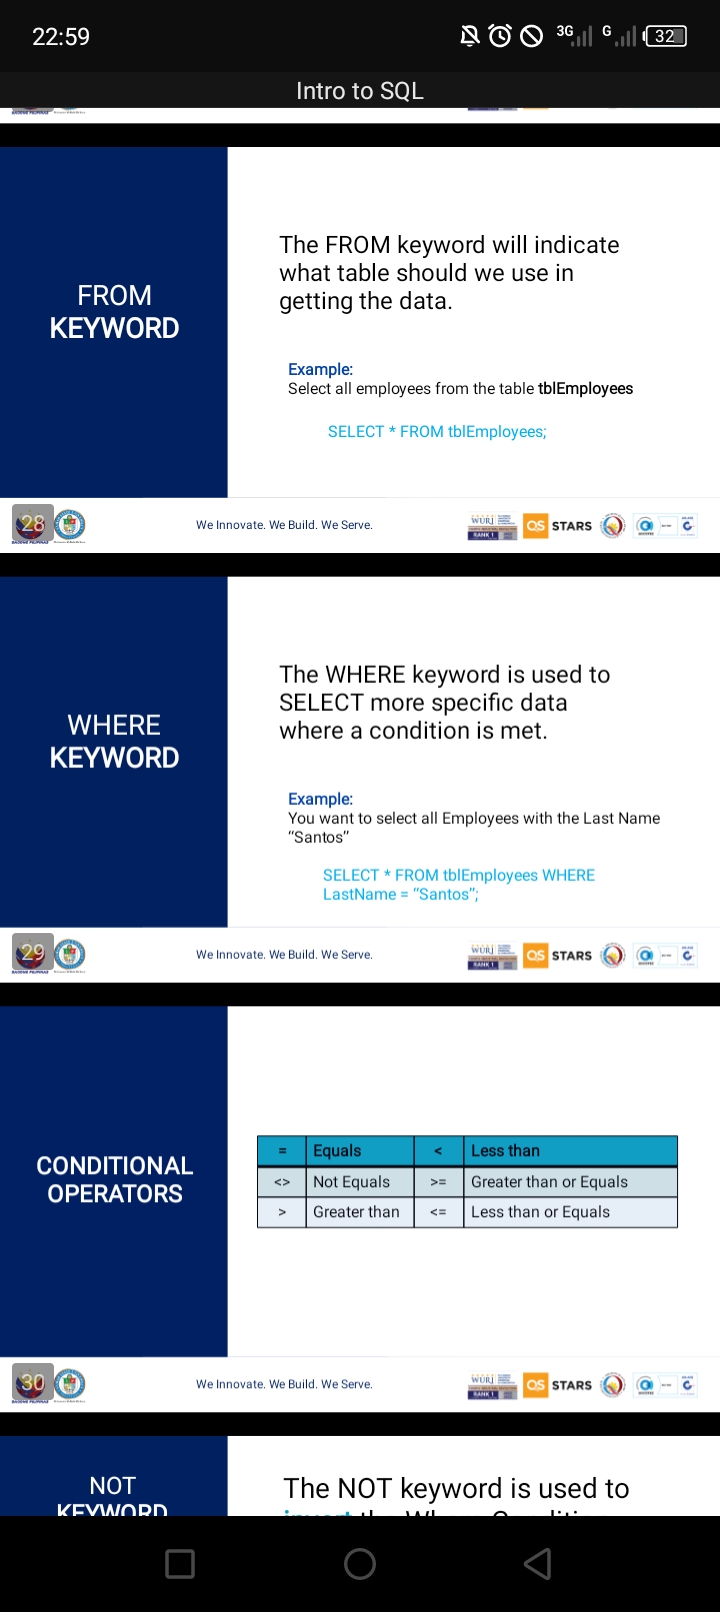 22:59
3G
G
32
Intro to SQL
FROM
KEYWORD
The FROM keyword will indicate
what table should we use in
getting the data.
Example:
Select all employees from the table tblEmployees
SELECT * FROM tblEmployees;
28
We Innovate. We Build. We Serve.
WURI
RANK 1
QS STARS
WHERE
KEYWORD
The WHERE keyword is used to
SELECT more specific data
where a condition is met.
Example:
You want to select all Employees with the Last Name
“Santos”
SELECT * FROM tblEmployees WHERE
LastName = “Santos”;
29
We Innovate. We Build. We Serve.
WURI
RANK 1
QS STARS
CONDITIONAL
OPERATORS
= Equals < Less than
<> Not Equals >= Greater than or Equals
> Greater than <= Less than or Equals
30
We Innovate. We Build. We Serve.
WURI
RANK 1
QS STARS
NOT
KEYWORD
The NOT keyword is used to